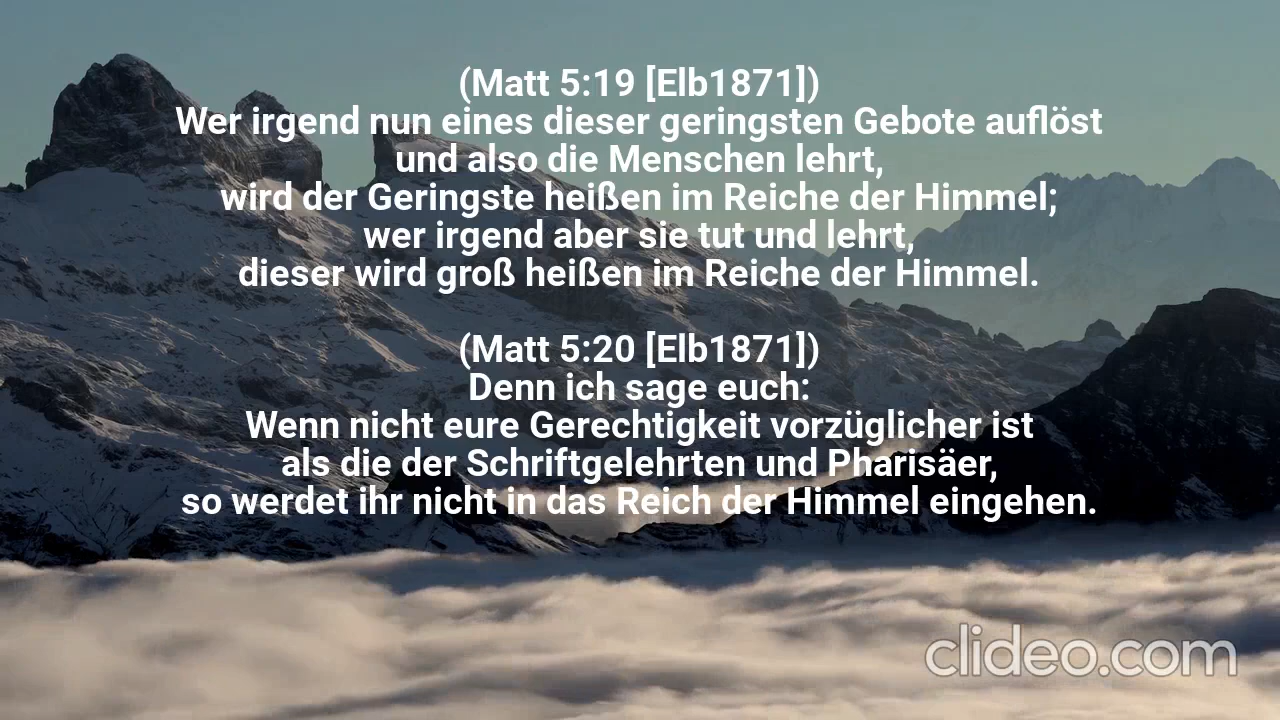 (Matt 5:19 [Elb1871])
Wer irgend nun eines dieser geringsten Gebote auflöst
und also die Menschen lehrt,
wird der Geringste heißen im Reiche der Himmel;
wer irgend aber sie tut und lehrt,
dieser wird groß heißen im Reiche der Himmel.
(Matt 5:20 [Elb1871])
Denn ich sage euch:
Wenn nicht eure Gerechtigkeit vorzüglicher ist
als die der Schriftgelehrten und Pharisäer,
so werdet ihr nicht in das Reich der Himmel eingehen.
clideo.com